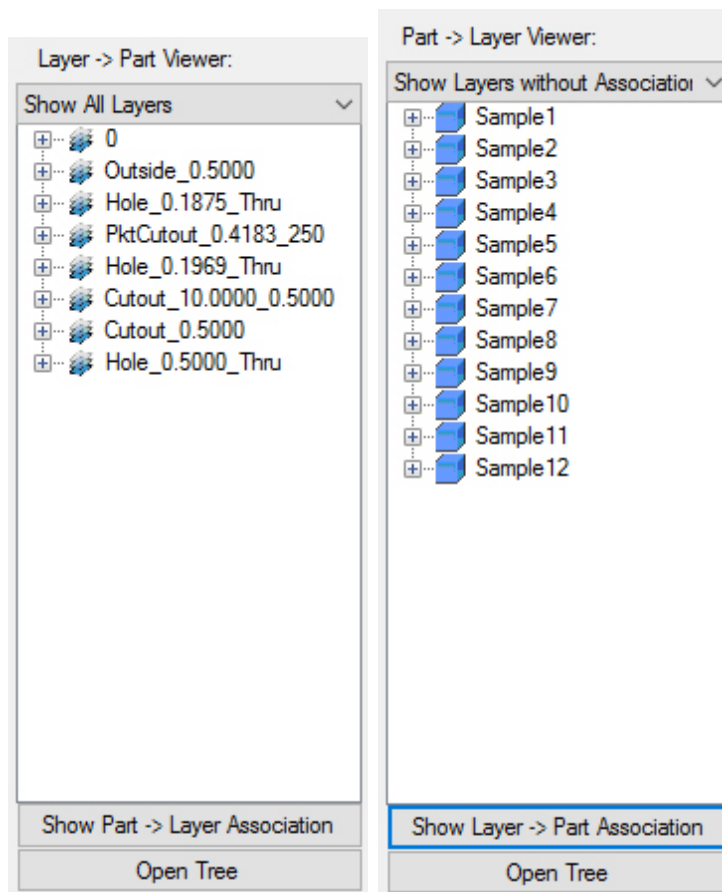 Layer -> Part Viewer:
Show All Layers
0
Outside_0.5000
Hole_0.1875_Thru
PktCutout_0.4183_250
Hole_0.1969_Thru
Cutout_10.0000_0.5000
Cutout_0.5000
Hole_0.5000_Thru
Show Part -> Layer Association
Open Tree
Part -> Layer Viewer:
Show Layers without Association
Sample1
Sample2
Sample3
Sample4
Sample5
Sample6
Sample7
Sample8
Sample9
Sample10
Sample11
Sample12
Show Layer -> Part Association
Open Tree